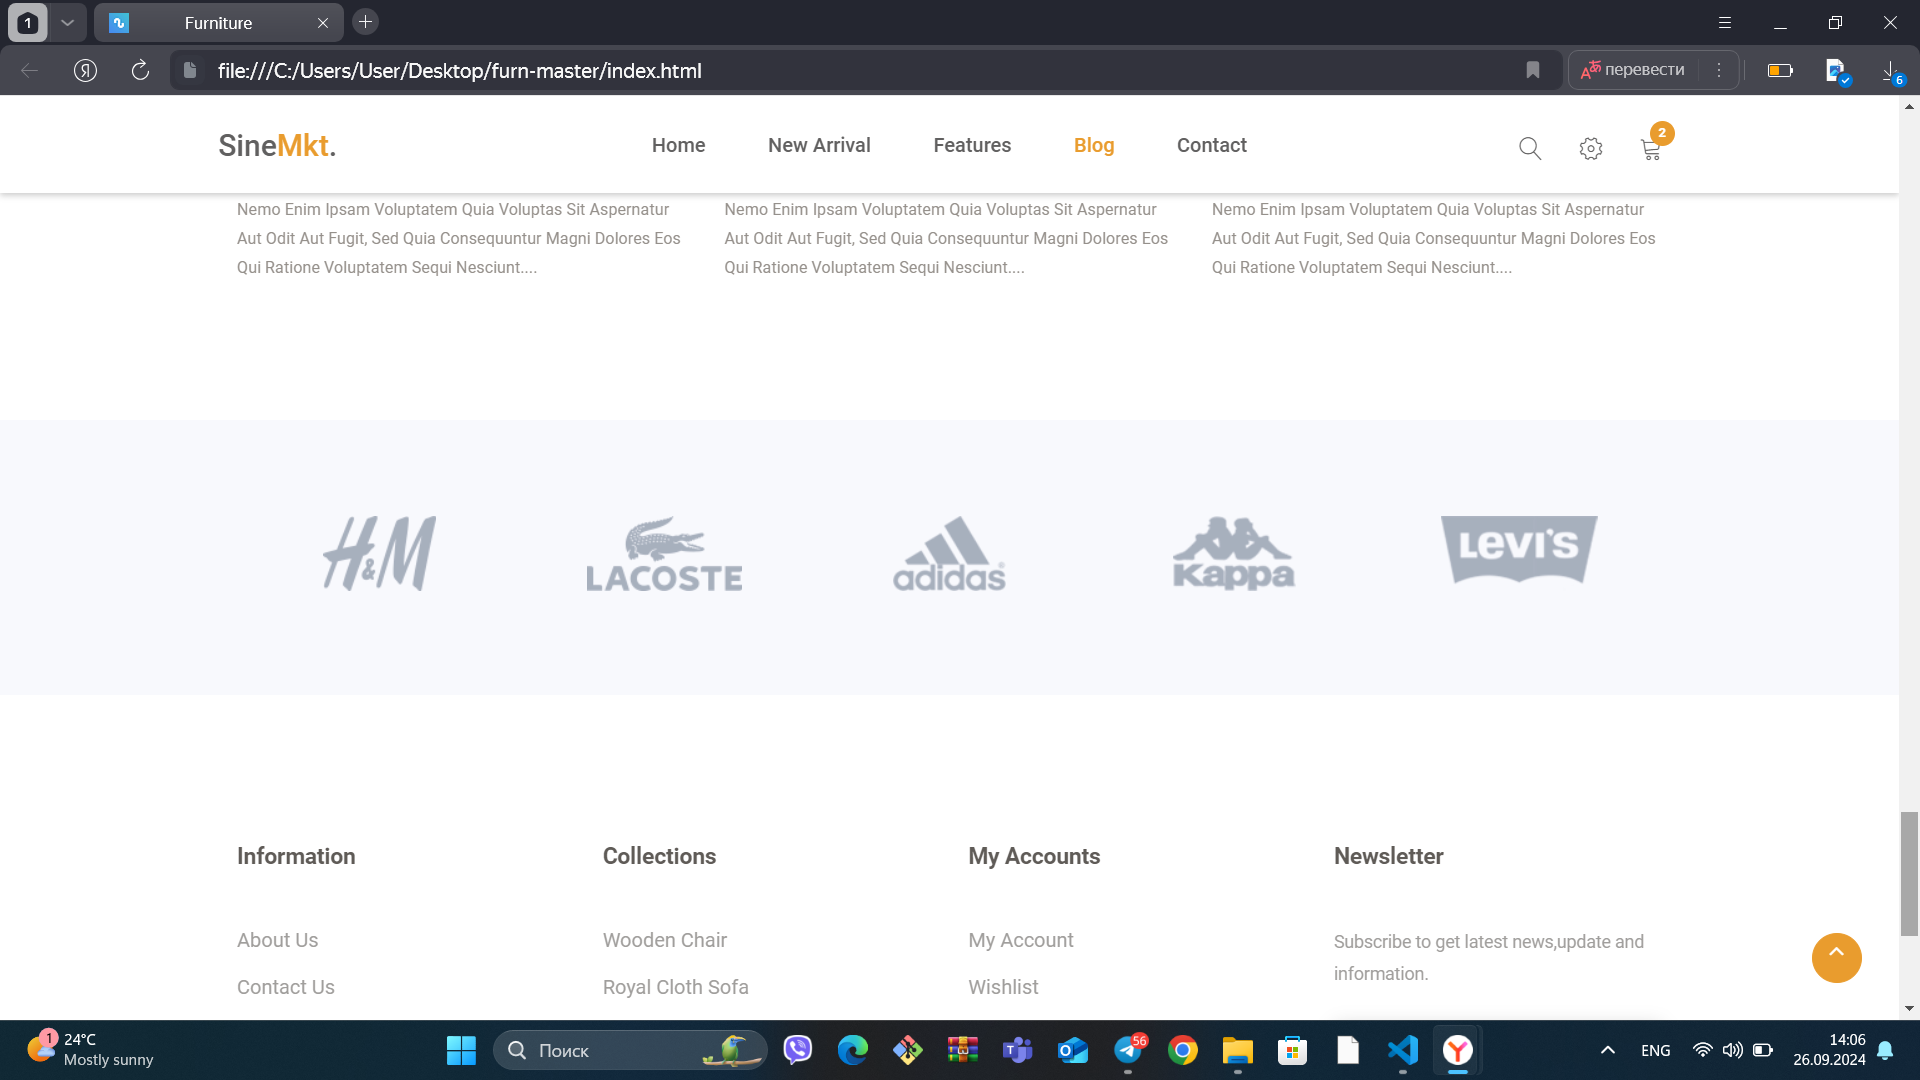 1
Furniture
file:///C:/Users/User/Desktop/furn-master/index.html
перевести
6
SineMkt.
Home
New Arrival
Features
Blog
Contact
2
Nemo Enim Ipsam Voluptatem Quia Voluptas Sit Aspernatur
Aut Odit Aut Fugit, Sed Quia Consequuntur Magni Dolores Eos
Qui Ratione Voluptatem Sequi Nesciunt....
Nemo Enim Ipsam Voluptatem Quia Voluptas Sit Aspernatur
Aut Odit Aut Fugit, Sed Quia Consequuntur Magni Dolores Eos
Qui Ratione Voluptatem Sequi Nesciunt....
Nemo Enim Ipsam Voluptatem Quia Voluptas Sit Aspernatur
Aut Odit Aut Fugit, Sed Quia Consequuntur Magni Dolores Eos
Qui Ratione Voluptatem Sequi Nesciunt....
H&M
LACOSTE
adidas
Kappa
LEVI'S
Information
About Us
Contact Us
Collections
Wooden Chair
Royal Cloth Sofa
My Accounts
My Account
Wishlist
Newsletter
Subscribe to get latest news,update and
information.
1
24°C
Mostly sunny
Поиск
56
ENG
14:06
26.09.2024